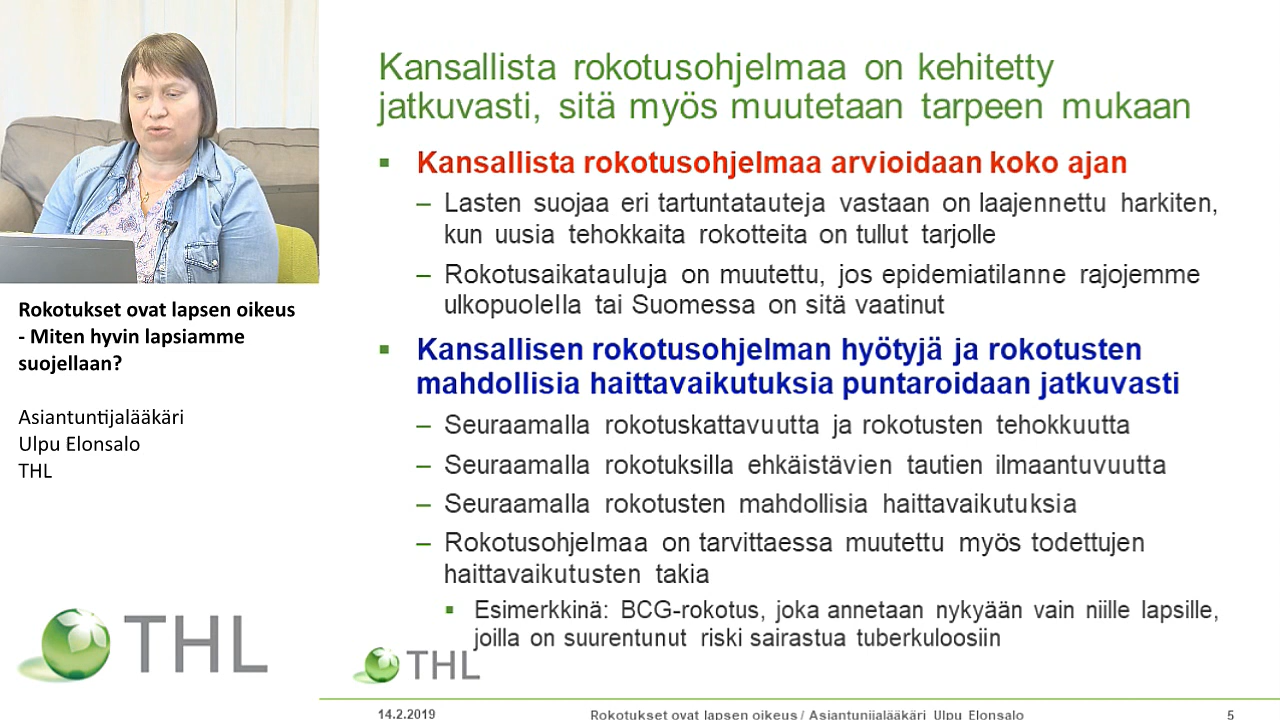 Kansallista rokotusohjelmaa on kehitetty
jatkuvasti, sitä myös muutetaan tarpeen mukaan
▪ Kansallista rokotusohjelmaa arvioidaan koko ajan
– Lasten suojaa eri tartuntatauteja vastaan on laajennettu harkiten,
kun uusia tehokkaita rokotteita on tullut tarjolle
– Rokotusaikatauluja on muutettu, jos epidemiatilanne rajojemme
ulkopuolella tai Suomessa on sitä vaatinut
▪ Kansallisen rokotusohjelman hyötyjä ja rokotusten
mahdollisia haittavaikutuksia puntaroidaan jatkuvasti
– Seuraamalla rokotuskattavuutta ja rokotusten tehokkuutta
– Seuraamalla rokotuksilla ehkäistävien tautien ilmaantuvuutta
– Seuraamalla rokotusten mahdollisia haittavaikutuksia
– Rokotusohjelmaa on tarvittaessa muutettu myös todettujen
haittavaikutusten takia
▪ Esimerkkinä: BCG-rokotus, joka annetaan nykyään vain niille lapsille,
joilla on suurentunut riski sairastua tuberkuloosiin
THL
14.2.2019
Rokotukset ovat lapsen oikeus / Asiantunijalääkäri Ulpu Elonsalo
5
Rokotukset ovat lapsen oikeus
- Miten hyvin lapsiamme
suojellaan?
Asiantuntijalääkäri
Ulpu Elonsalo
THL
THL